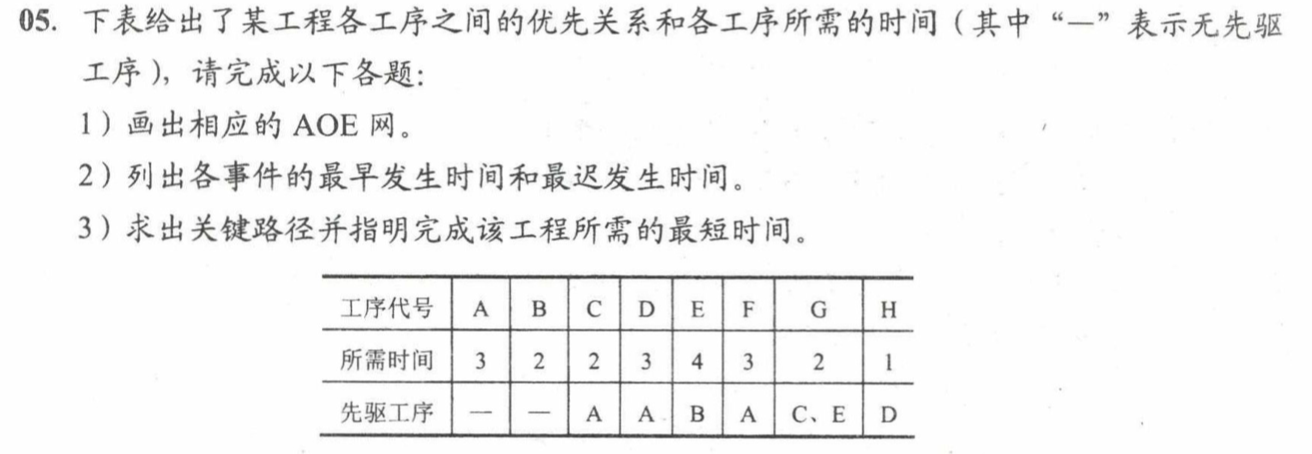 05. 下表给出了某工程各工序之间的优先关系和各工序所需的时间（其中“—”表示无先驱
工序），请完成以下各题：
1）画出相应的 AOE 网。
2）列出各事件的最早发生时间和最迟发生时间。
3）求出关键路径并指明完成该工程所需的最短时间。
工序代号 A B C D E F G H
所需时间 3 2 2 3 4 3 2 1
先驱工序 — — A A B A C、E D